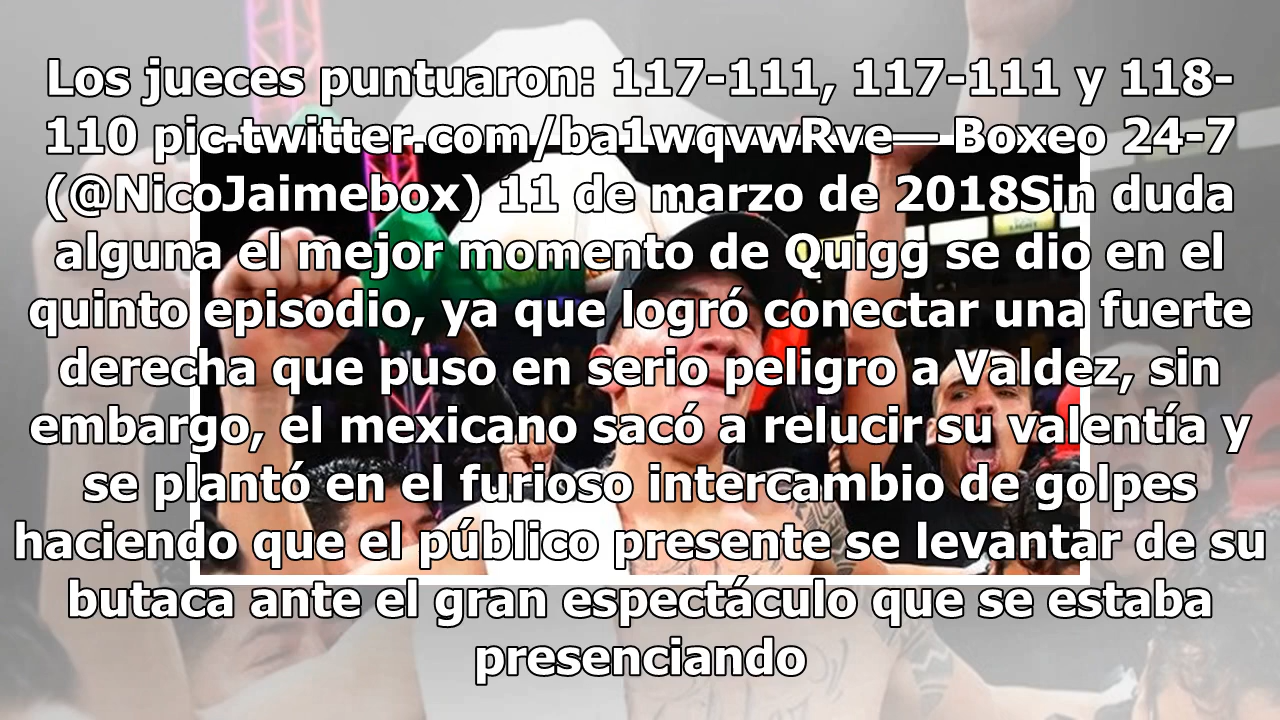 Los jueces puntuaron: 117-111, 117-111 y 118-
110 pic.twitter.com/ba1wqvwRve— Boxeo 24-7
(@NicoJaimebox) 11 de marzo de 2018Sin duda
alguna el mejor momento de Quigg se dio en el
quinto episodio, ya que logró conectar una fuerte
derecha que puso en serio peligro a Valdez, sin
embargo, el mexicano sacó a relucir su valentía y
se plantó en el furioso intercambio de golpes
haciendo que el público presente se levantar de su
butaca ante el gran espectáculo que se estaba
presenciando